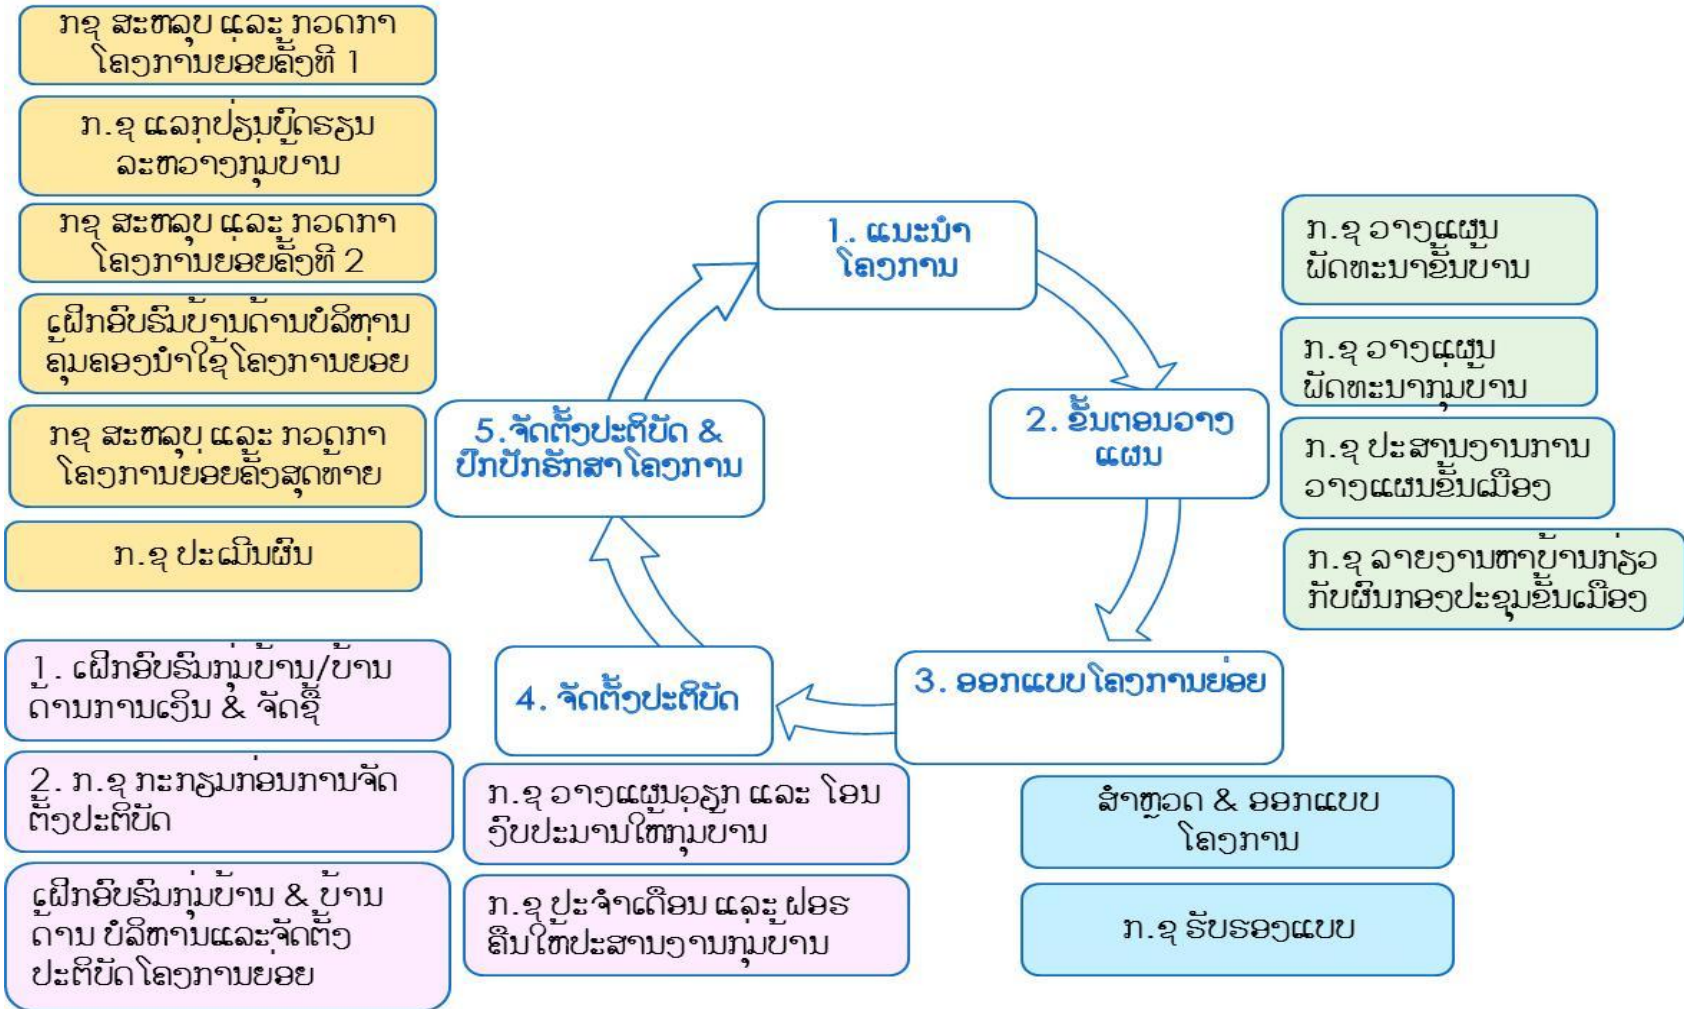 ກຊ ສະຫລຸບ ແລະ ກວດກາ
ໂຄງການຍ່ອຍຄັ້ງທີ 1
ກ.ຊ ແລກປ່ຽນບົດຮຽນ
ລະຫວ່າງກຸ່ມບ້ານ
ກຊ ສະຫລຸບ ແລະ ກວດກາ
ໂຄງການຍ່ອຍຄັ້ງທີ 2
ເຝິກອົບຮົມບ້ານດ້ານບໍລິຫານ
ຄຸ້ມຄອງນໍາໃຊ້ໂຄງການຍ່ອຍ
ກຊ ສະຫລຸບ ແລະ ກວດກາ
ໂຄງການຍ່ອຍຄັ້ງສຸດທ້າຍ
ກ.ຊ ປະເມີນຜົນ
1. ແນະນໍາ
ໂຄງການ
2. ຂັ້ນຕອນວາງ
ແຜນ
ກ.ຊ ວາງແຜນ
ພັດທະນາຂັ້ນບ້ານ
ກ.ຊ ວາງແຜນ
ພັດທະນາກຸ່ມບ້ານ
ກ.ຊ ປະສານງານການ
ວາງແຜນຂັ້ນເມືອງ
ກ.ຊ ລາຍງານຫາບ້ານກ່ຽວ
ກັບຜົນກອງປະຊຸມຂັ້ນເມືອງ
5.ຈັດຕັ້ງປະຕິບັດ &
ປົກປັກຮັກສາໂຄງການ
4. ຈັດຕັ້ງປະຕິບັດ
3. ອອກແບບໂຄງການຍ່ອຍ
1. ເຝິກອົບຮົມກຸ່ມບ້ານ/ບ້ານ
ດ້ານການເງິນ & ຈັດຊື້
2. ກ.ຊ ກະກຽມກ່ອນການຈັດ
ຕັ້ງປະຕິບັດ
ເຝິກອົບຮົມກຸ່ມບ້ານ & ບ້ານ
ດ້ານ ບໍລິຫານແລະຈັດຕັ້ງ
ປະຕິບັດໂຄງການຍ່ອຍ
ກ.ຊ ວາງແຜນວຽກ ແລະ ໂອນ
ງົບປະມານໃຫ້ກຸ່ມບ້ານ
ກ.ຊ ປະຈໍາເດືອນ ແລະ ຝອຮ
ຄືນໃຫ້ປະສານງານກຸ່ມບ້ານ
ສໍາຫຼວດ & ອອກແບບ
ໂຄງການ
ກ.ຊ ຮັບຮອງແບບ